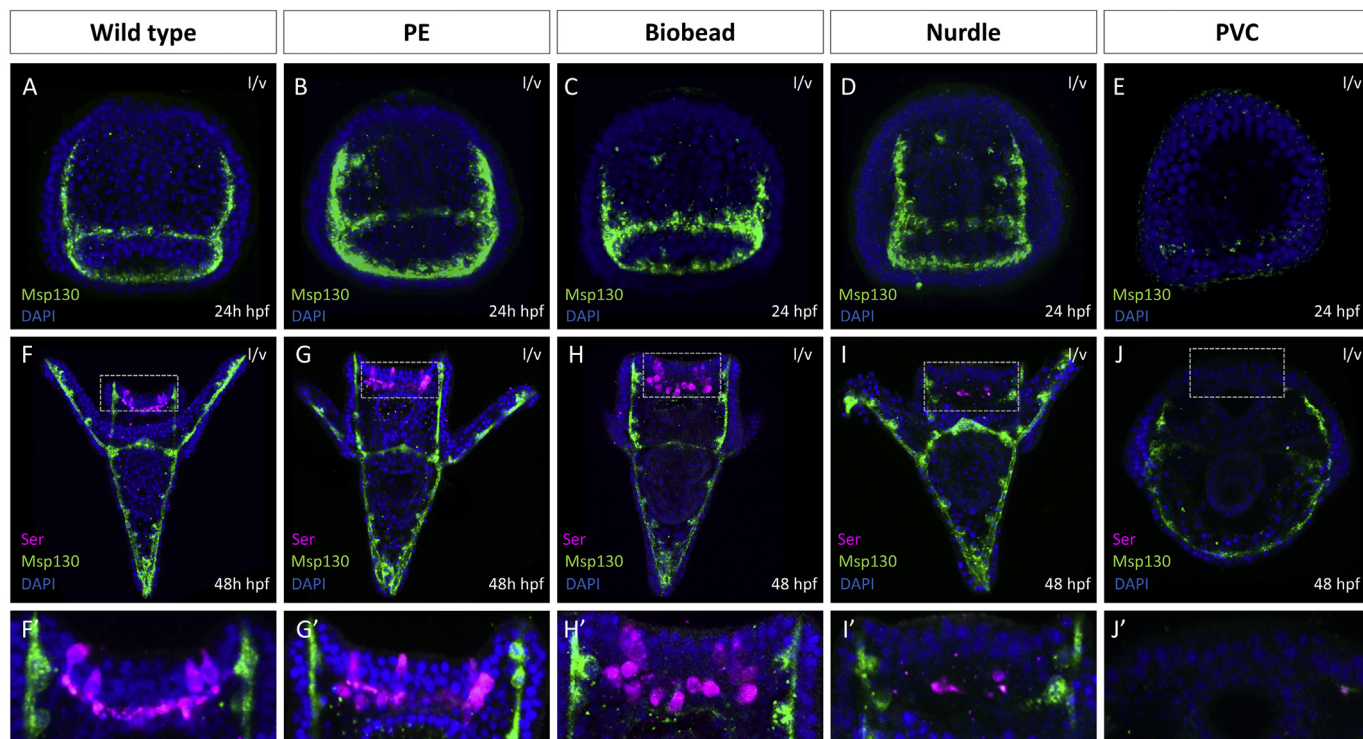 Wild type
PE
Biobead
Nurdle
PVC
A
l/v
Msp130
DAPI
24h hpf
B
l/v
Msp130
DAPI
24h hpf
C
l/v
Msp130
DAPI
24 hpf
D
l/v
Msp130
DAPI
24 hpf
E
l/v
Msp130
DAPI
24 hpf
F
l/v
Ser
Msp130
DAPI
48h hpf
G
l/v
Ser
Msp130
DAPI
48h hpf
H
l/v
Ser
Msp130
DAPI
48 hpf
I
l/v
Ser
Msp130
DAPI
48 hpf
J
l/v
Ser
Msp130
DAPI
48 hpf
F’
G’
H’
I’
J’